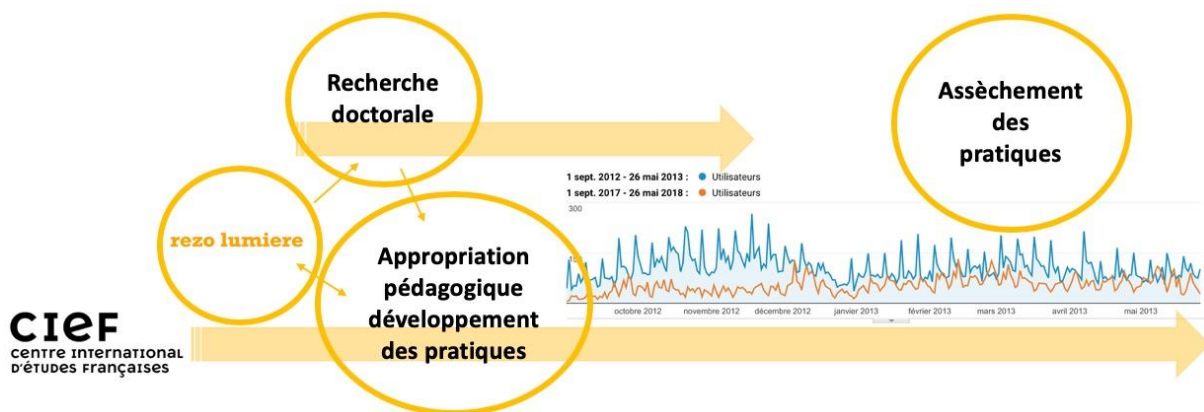 Recherche
doctorale
Assèchement
des
pratiques
1 sept. 2012 - 26 mai 2013 : Utilisateurs
1 sept. 2017 - 26 mai 2018 : Utilisateurs
300
rezo lumiere
Appropriation
pédagogique
développement
des pratiques
octobre 2012 novembre 2012 décembre 2012 janvier 2013 février 2013 mars 2013 avril 2013 mai 2013
CIEF
CENTRE INTERNATIONAL
D'ÉTUDES FRANÇAISES